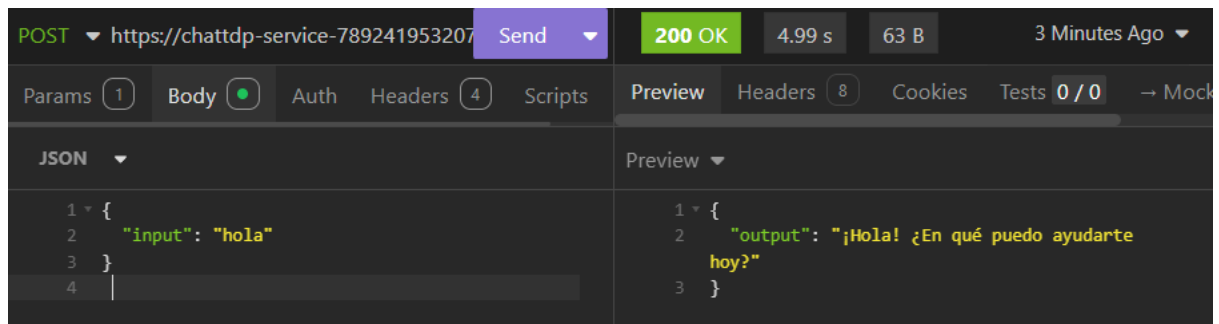 POST https://chattdp-service-789241953207 Send
200 OK 4.99 s 63 B 3 Minutes Ago
Params 1 Body Auth Headers 4 Scripts
Preview Headers 8 Cookies Tests 0 / 0 → Mock
JSON
Preview
1 {
2 "input": "hola"
3 }
4
1 {
2 "output": "¡Hola! ¿En qué puedo ayudarte
hoy?"
3 }